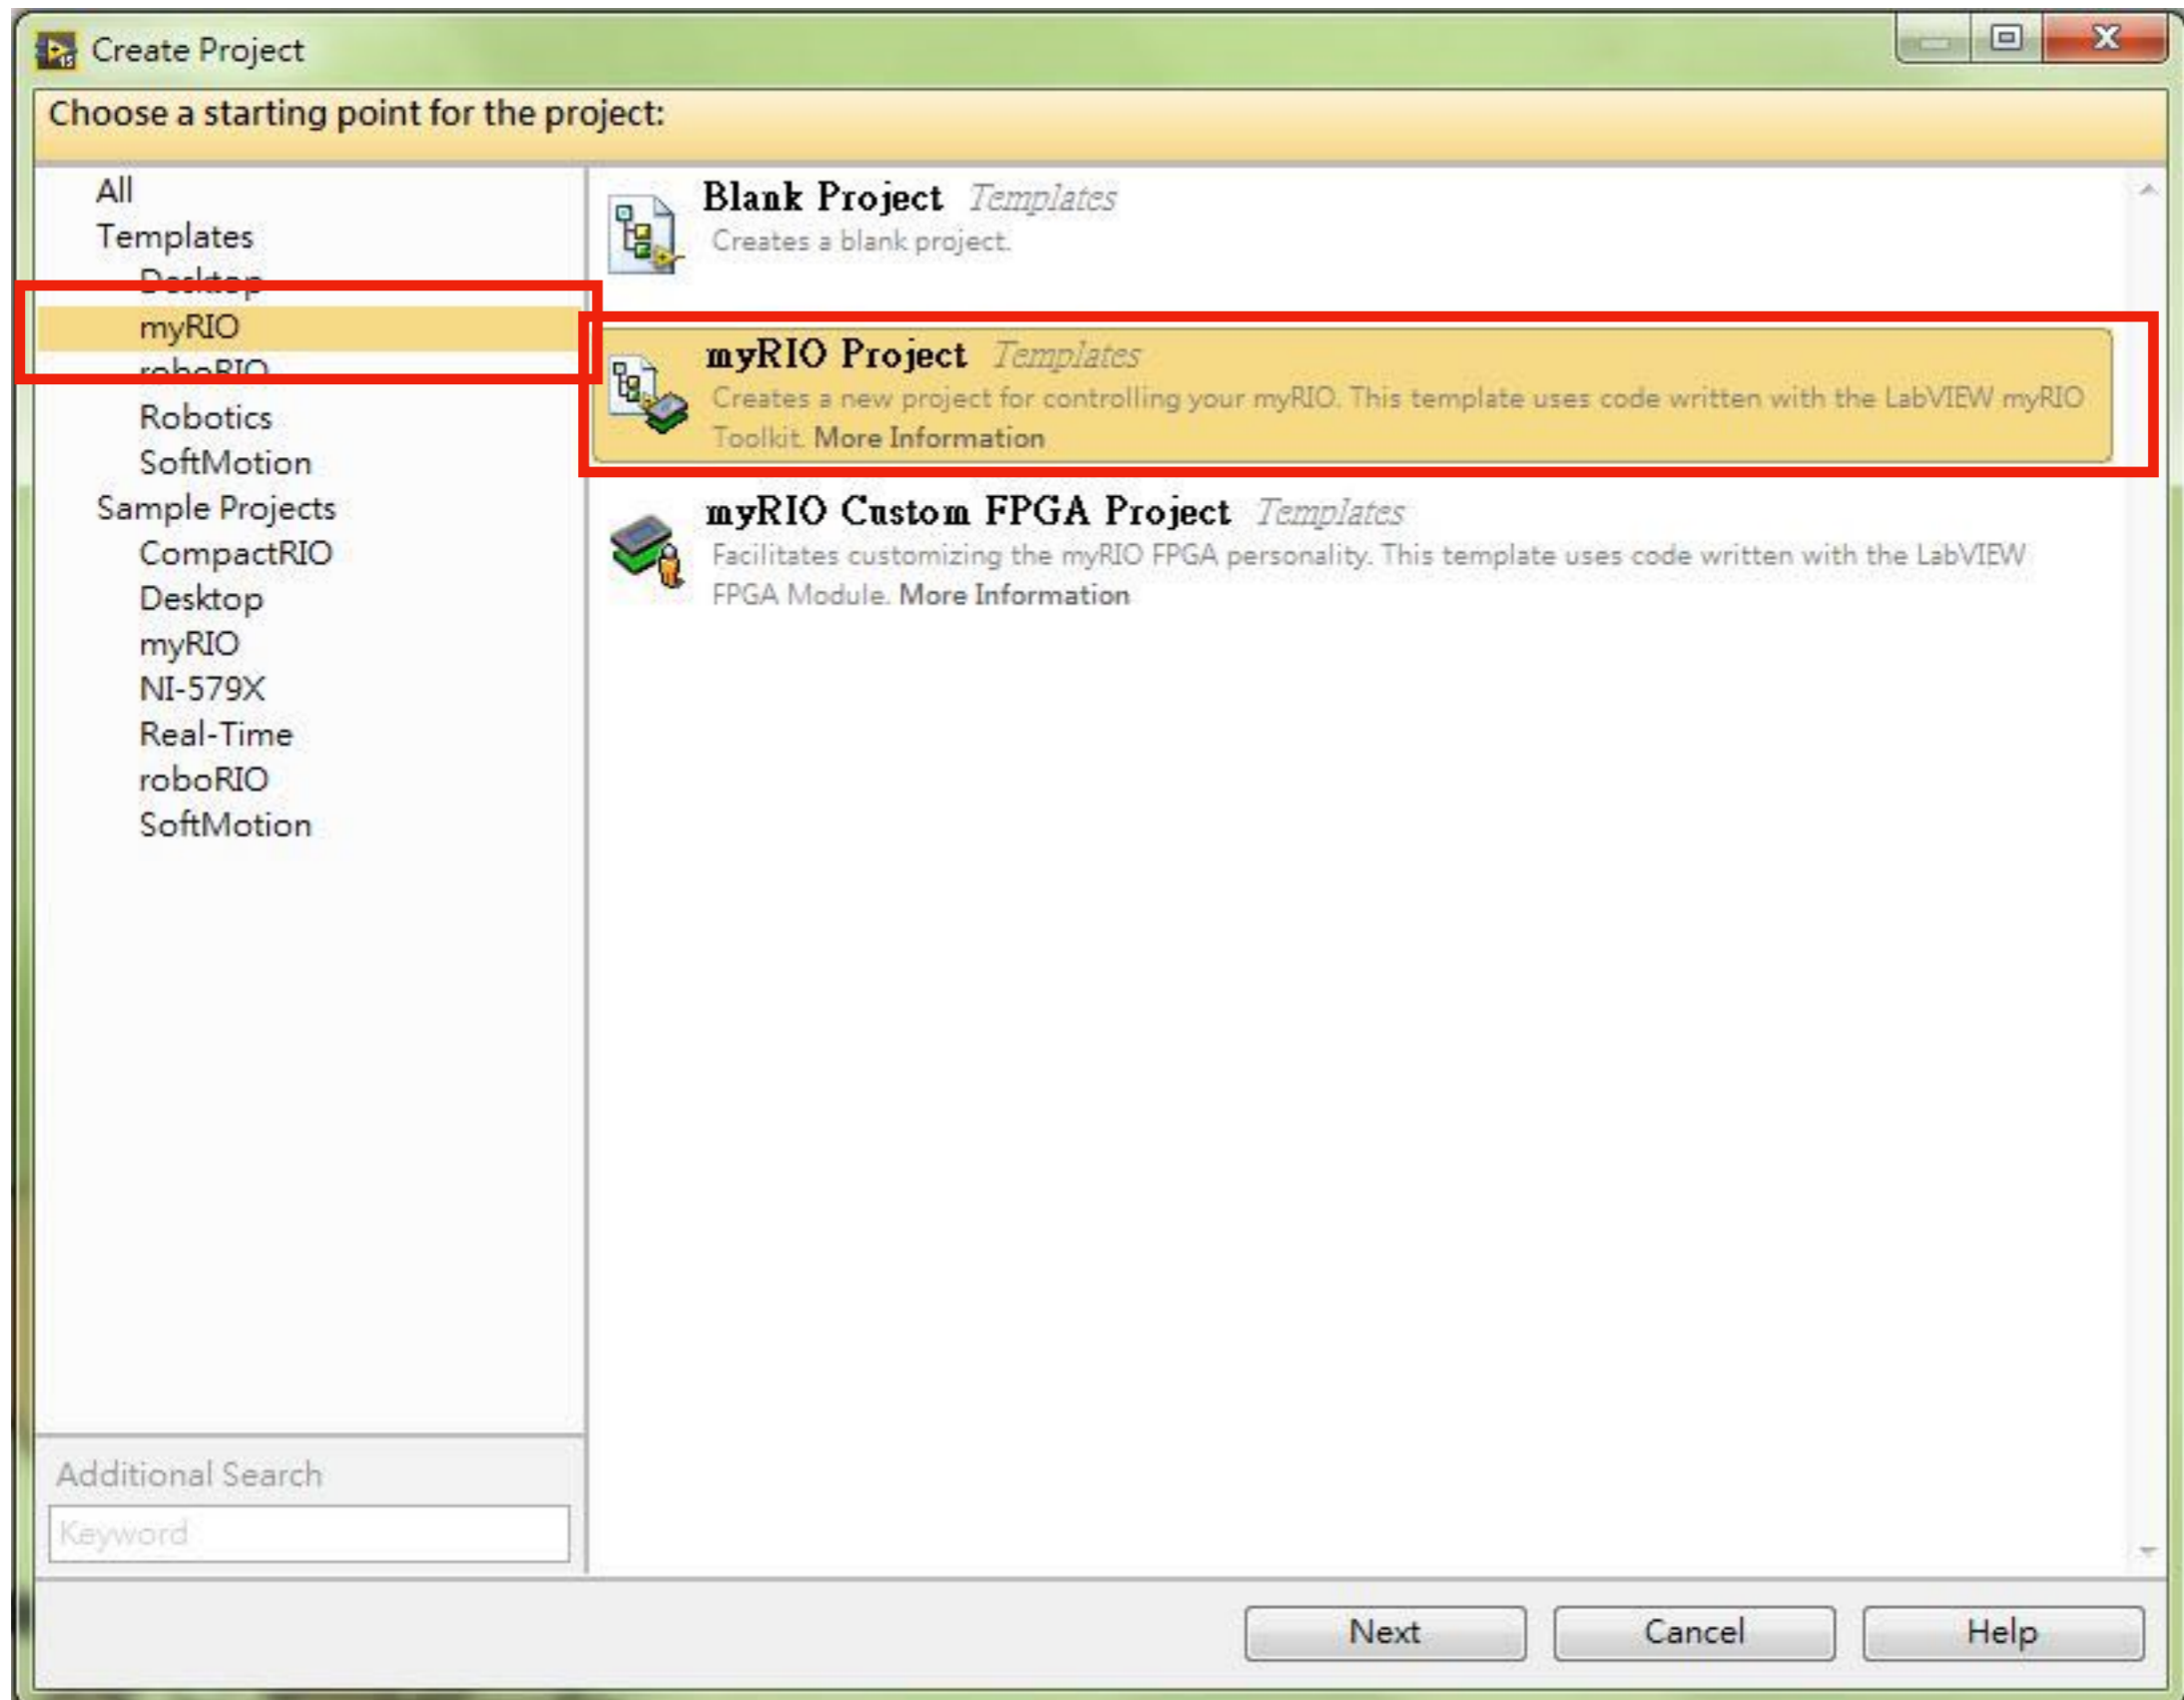 Create Project
Choose a starting point for the project:
All
Templates
Desktop
myRIO
roboRIO
Robotics
SoftMotion
Sample Projects
CompactRIO
Desktop
myRIO
NI-579X
Real-Time
roboRIO
SoftMotion
Additional Search
Keyword
Blank Project Templates
Creates a blank project.
myRIO Project Templates
Creates a new project for controlling your myRIO. This template uses code written with the LabVIEW myRIO
Toolkit. More Information
myRIO Custom FPGA Project Templates
Facilitates customizing the myRIO FPGA personality. This template uses code written with the LabVIEW
FPGA Module. More Information
Next Cancel Help